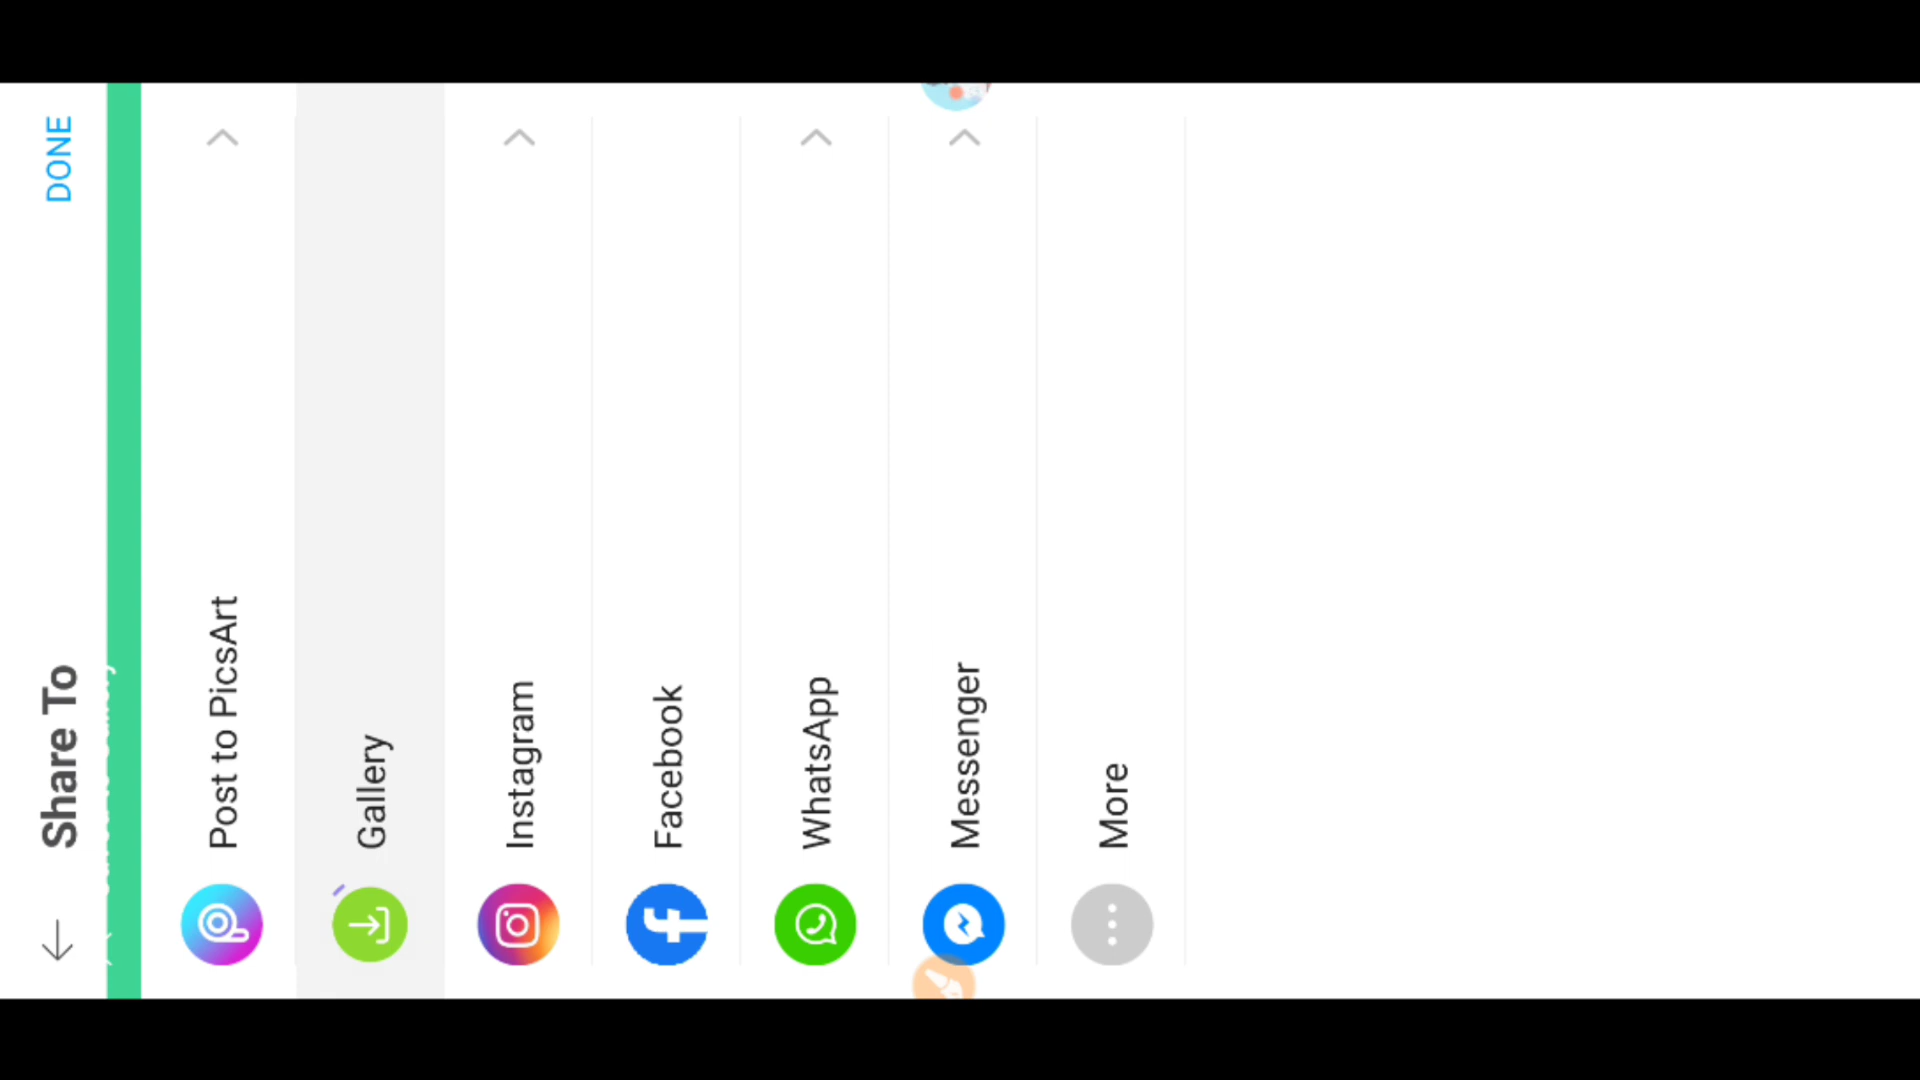 Share To
DONE
Post to PicsArt
Gallery
Instagram
Facebook
WhatsApp
Messenger
More